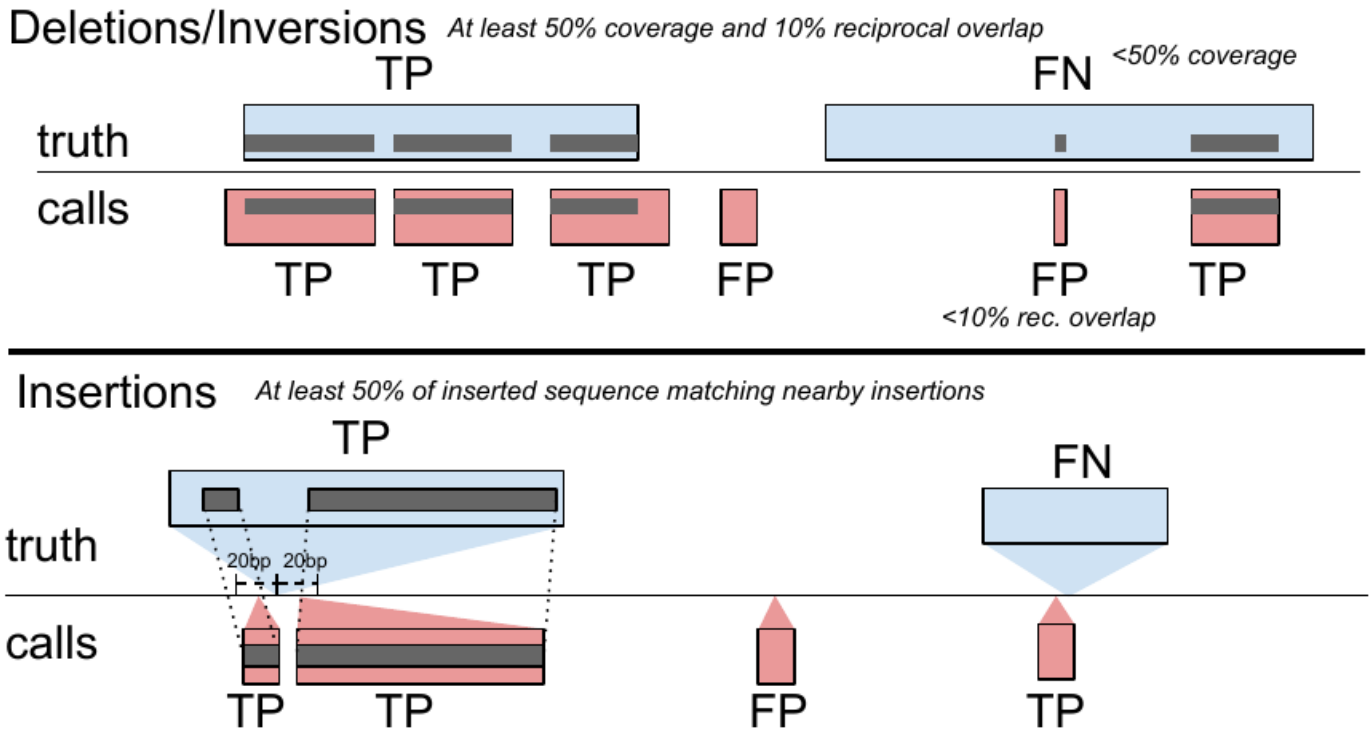 Deletions/Inversions At least 50% coverage and 10% reciprocal overlap
TP FN <50% coverage
truth
calls
TP TP TP FP FP TP
<10% rec. overlap
Insertions At least 50% of inserted sequence matching nearby insertions
TP FN
truth 20bp 20bp
calls
TP TP FP TP